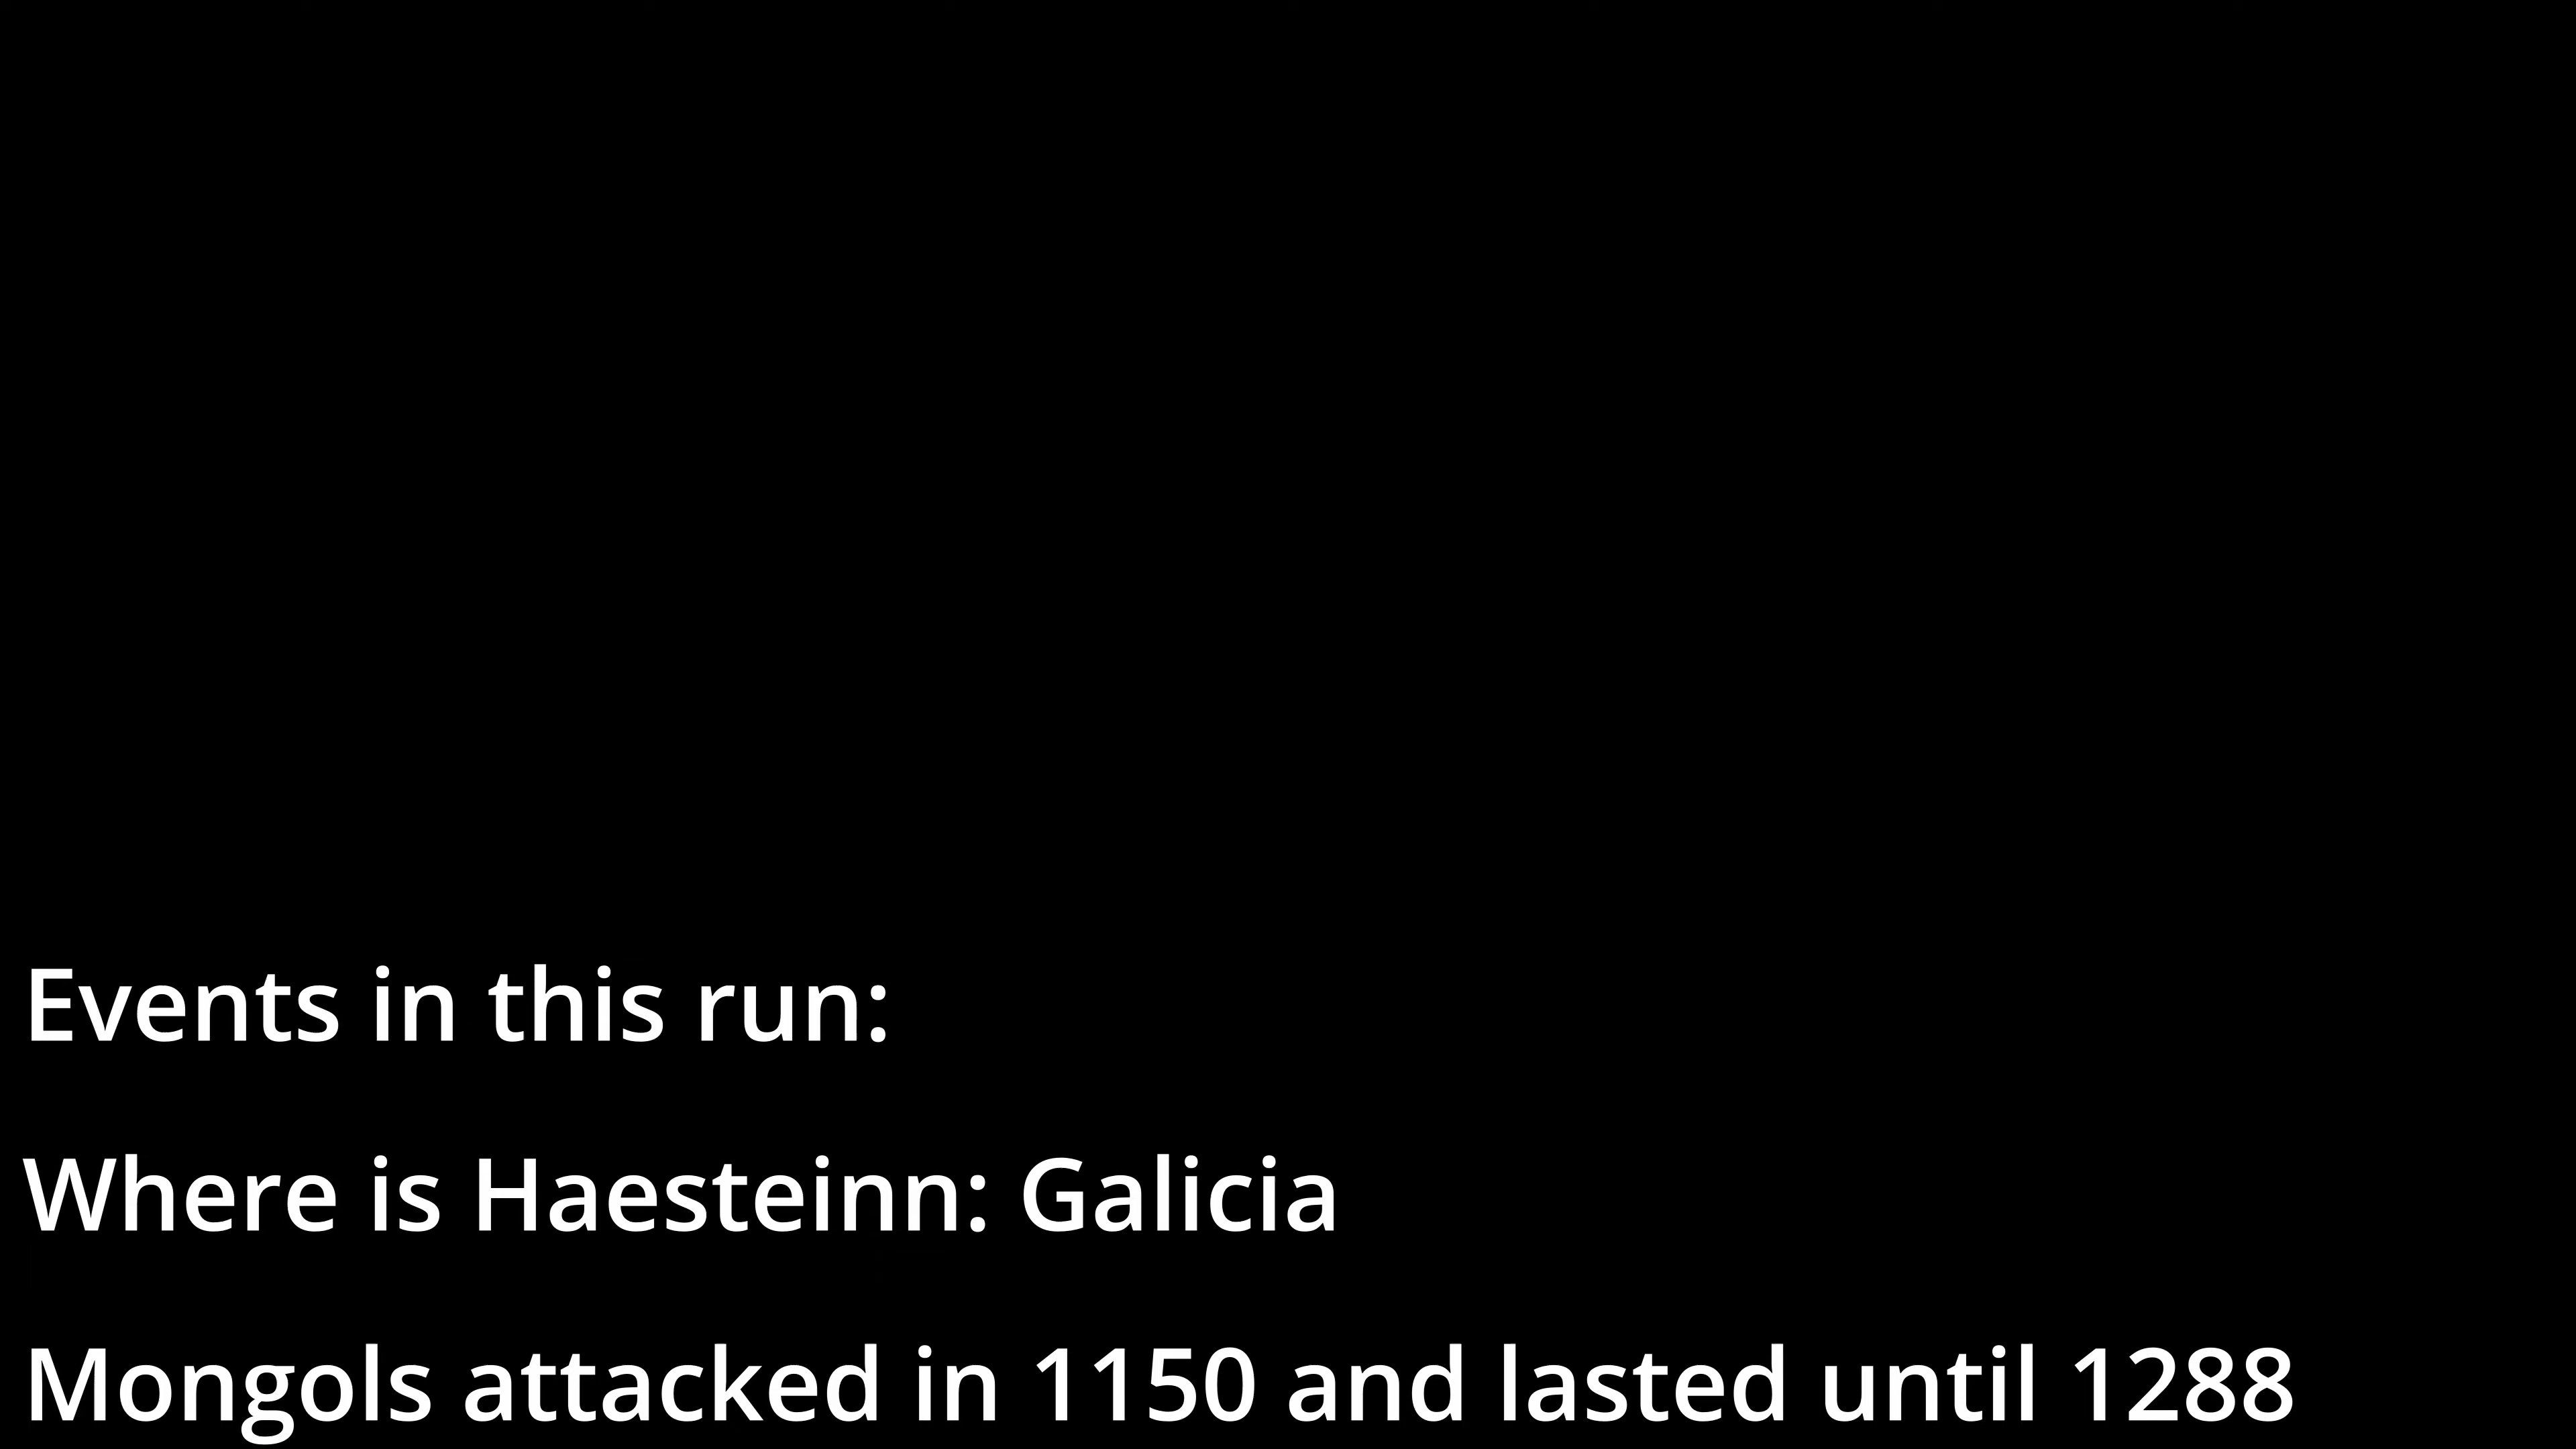 Events in this run:
Where is Haesteinn: Galicia
Mongols attacked in 1150 and lasted until 1288